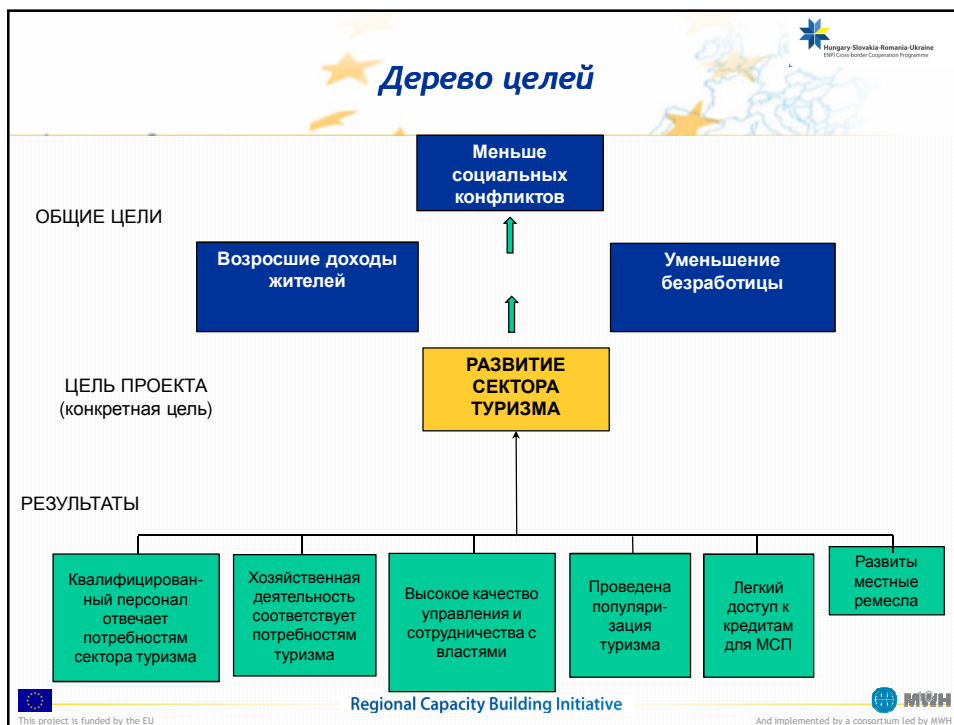 Hungary-Slovakia-Romania-Ukraine
ENPI Cross-border Cooperation Programme
Дерево целей
Меньше
социальных
конфликтов
ОБЩИЕ ЦЕЛИ
Возросшие доходы
жителей
Уменьшение
безработицы
ЦЕЛЬ ПРОЕКТА
(конкретная цель)
РАЗВИТИЕ
СЕКТОРА
ТУРИЗМА
РЕЗУЛЬТАТЫ
Квалифицирован-
ный персонал
отвечает
потребностям
сектора туризма
Хозяйственная
деятельность
соответствует
потребностям
туризма
Высокое качество
управления и
сотрудничества с
властями
Проведена
популяри-
зация
туризма
Легкий
доступ к
кредитам
для МСП
Развиты
местные
ремесла
Regional Capacity Building Initiative
MWH
This project is funded by the EU
And implemented by a consortium led by MWH